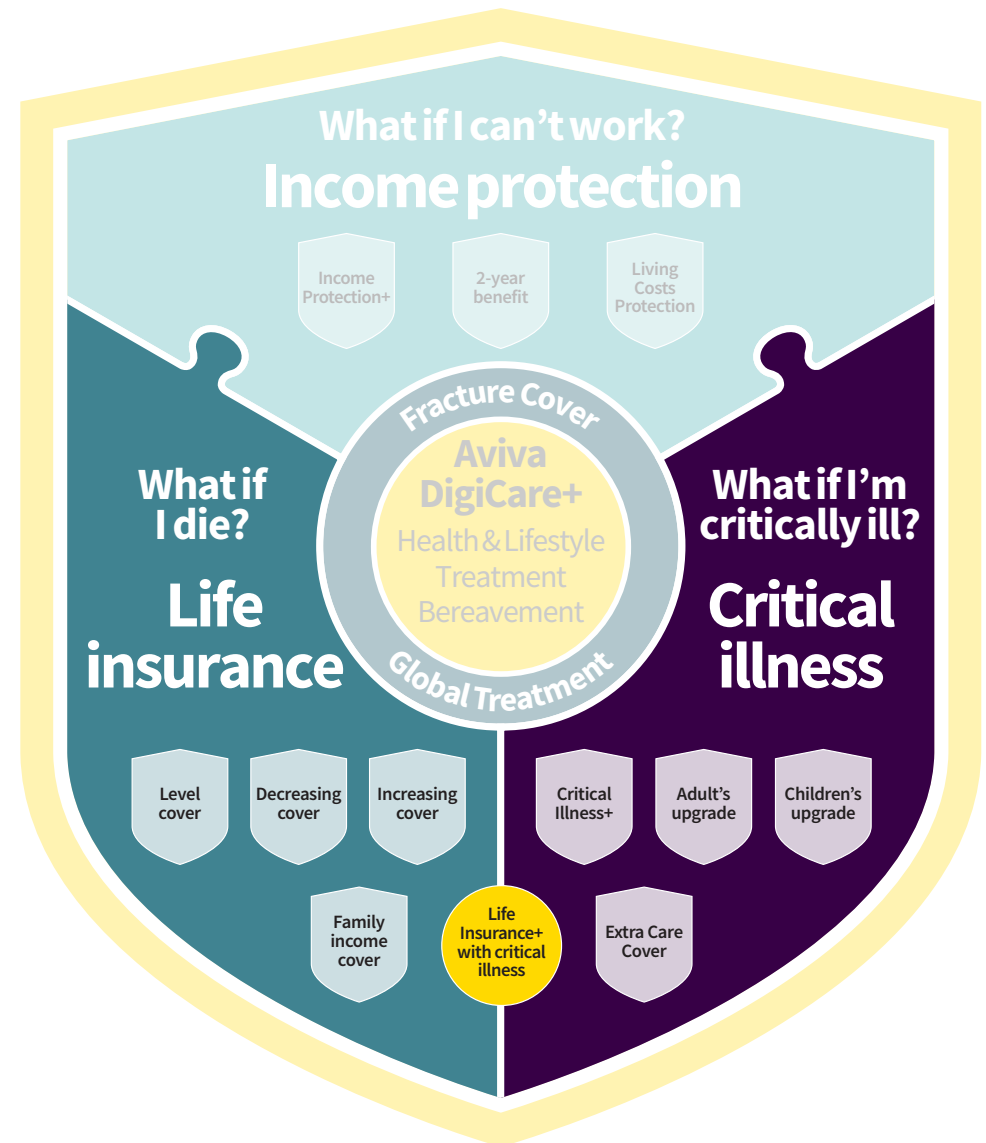 What if I can’t work?
Income protection
Income
Protection+
2-year
benefit
Living
Costs
Protection
Fracture Cover
Aviva
DigiCare+
Health & Lifestyle
Treatment
Bereavement
Global Treatment
What if
I die?
Life
insurance
What if I’m
critically ill?
Critical
illness
Level
cover
Decreasing
cover
Increasing
cover
Critical
Illness+
Adult’s
upgrade
Children’s
upgrade
Family
income
cover
Life
Insurance+
with critical
illness
Extra Care
Cover